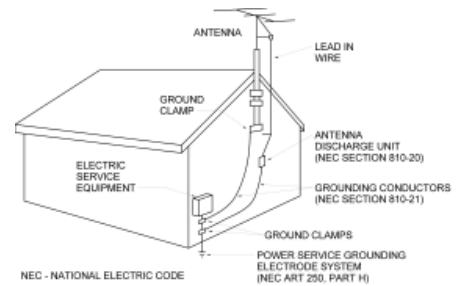 ANTENNA
LEAD IN
WIRE
GROUND
CLAMP
ANTENNA
DISCHARGE UNIT
(NEC SECTION 810-20)
ELECTRIC
SERVICE
EQUIPMENT
GROUNDING CONDUCTORS
(NEC SECTION 810-21)
GROUND CLAMPS
POWER SERVICE GROUNDING
ELECTRODE SYSTEM
(NEC ART 250, PART H)
NEC - NATIONAL ELECTRIC CODE